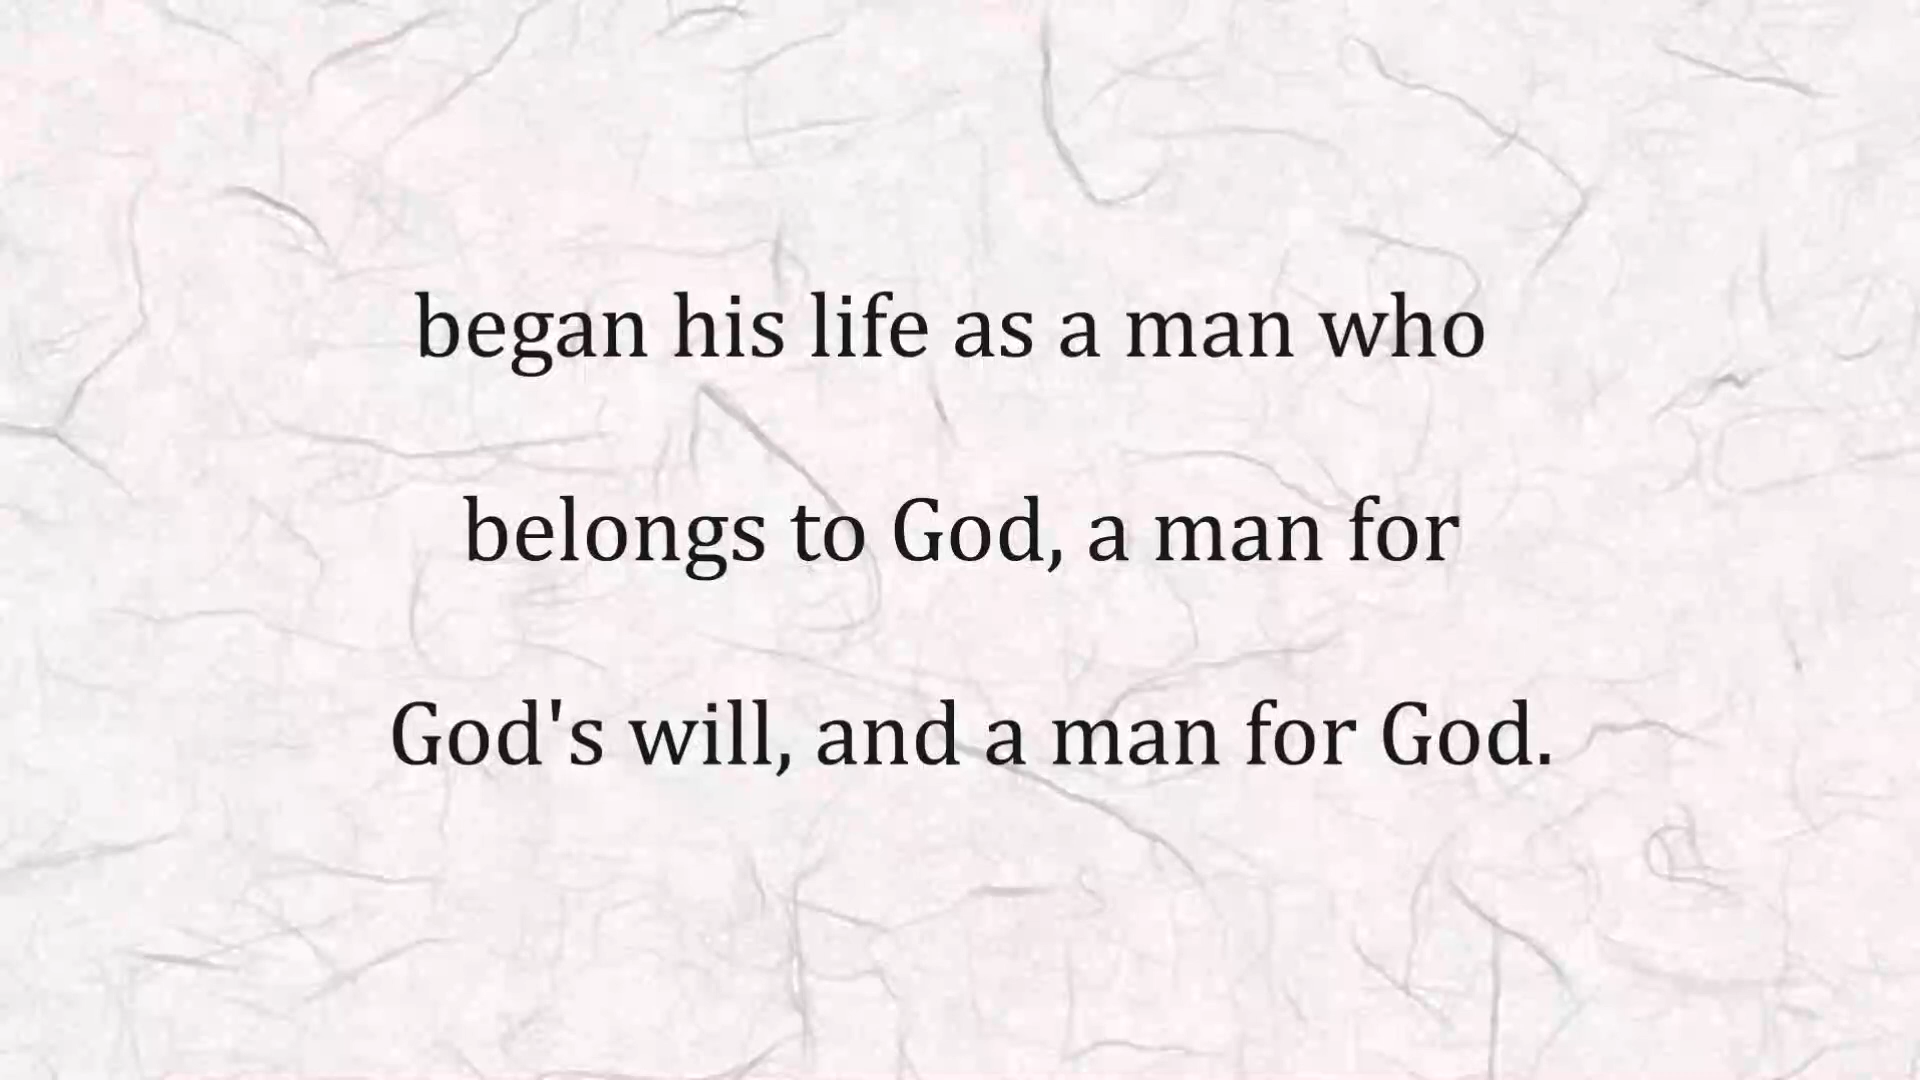 began his life as a man who
belongs to God, a man for
God's will, and a man for God.